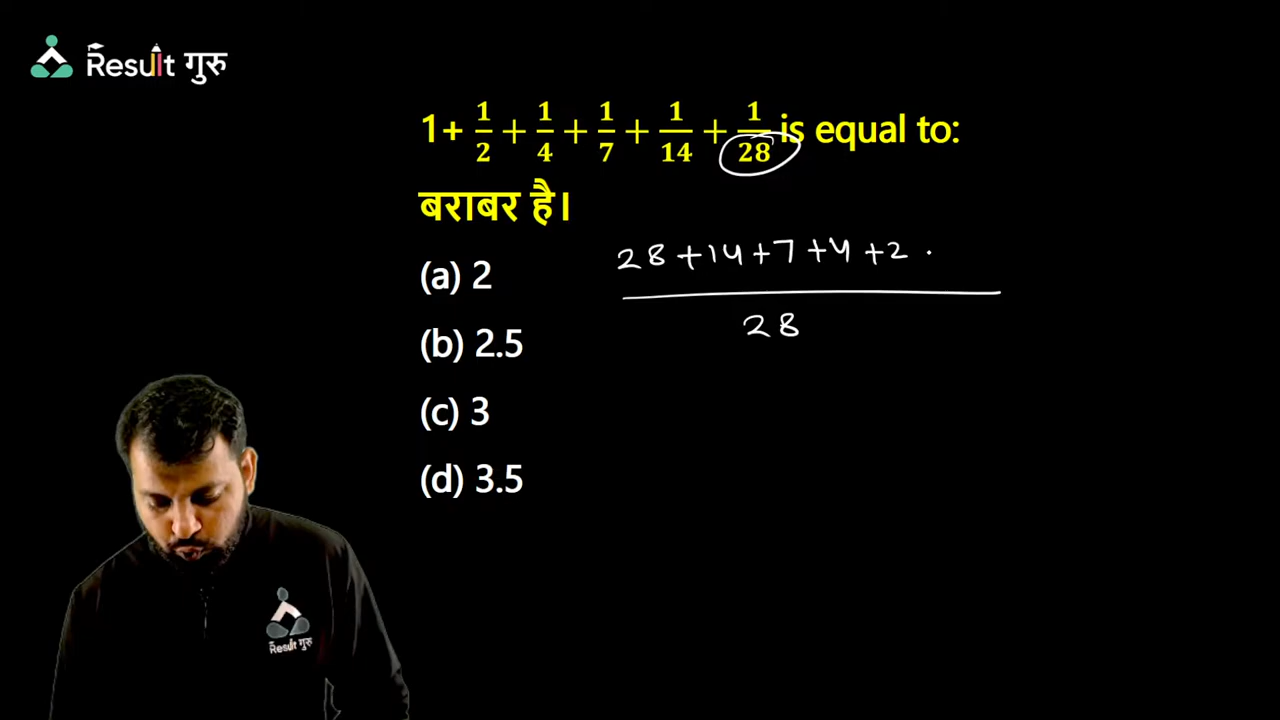 Result गुरु
1+ 1/2 + 1/4 + 1/7 + 1/14 + 1/28 is equal to:
बराबर है।
28+14+7+4+2
28
(a) 2
(b) 2.5
(c) 3
(d) 3.5
Result गुरु